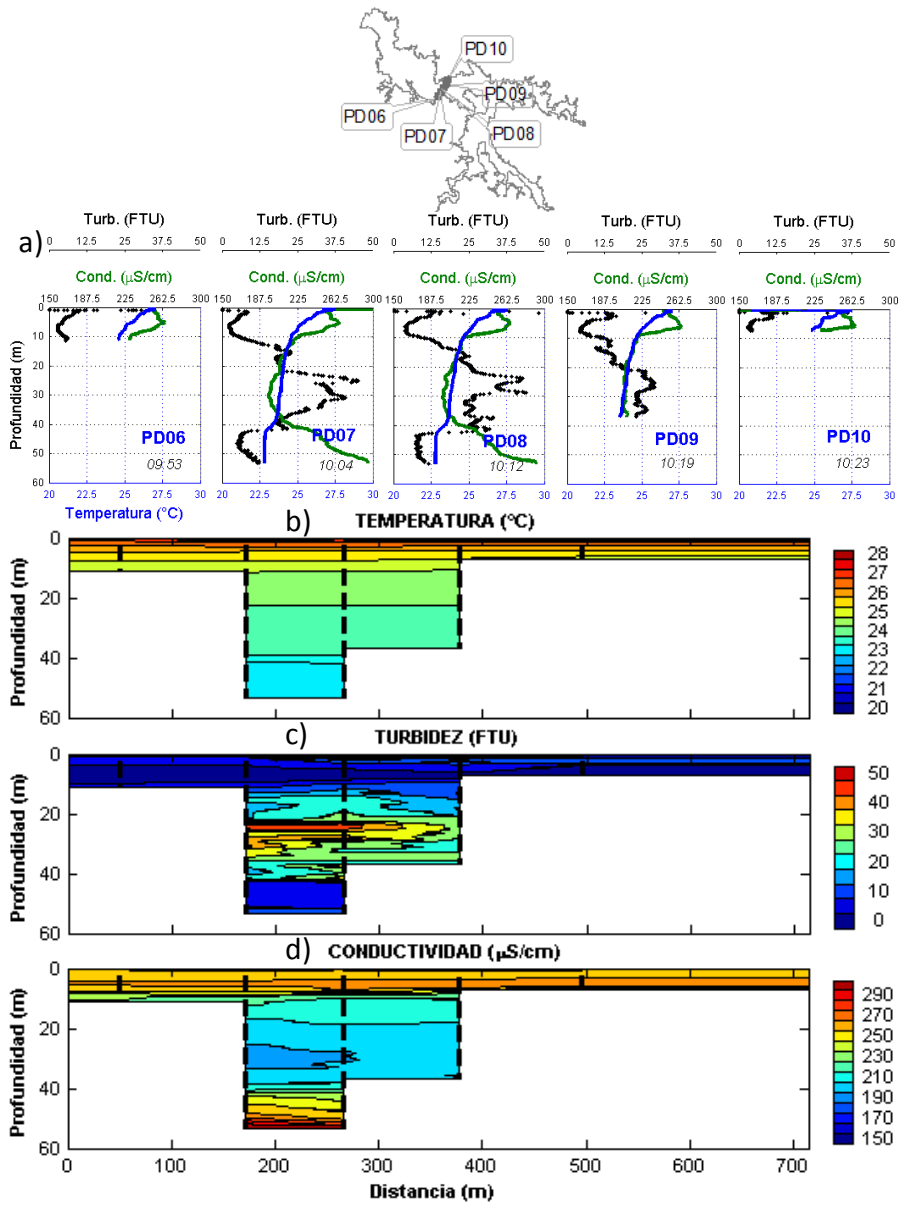 PD10
PD09
PD06
PD07
PD08
a)
Turb. (FTU) Turb. (FTU) Turb. (FTU) Turb. (FTU) Turb. (FTU)
0 12.5 25 37.5 50 0 12.5 25 37.5 50 0 12.5 25 37.5 50 0 12.5 25 37.5 50 0 12.5 25 37.5 50
Cond. (µS/cm) Cond. (µS/cm) Cond. (µS/cm) Cond. (µS/cm) Cond. (µS/cm)
150 187.5 225 262.5 300 150 187.5 225 262.5 300 150 187.5 225 262.5 300 150 187.5 225 262.5 300 150 187.5 225 262.5 300
Profundidad (m)
0
10
20
30
40
50
60
PD06 PD07 PD08 PD09 PD10
09:53 10:04 10:12 10:19 10:23
20 22.5 25 27.5 30 20 22.5 25 27.5 30 20 22.5 25 27.5 30 20 22.5 25 27.5 30 20 22.5 25 27.5 30
Temperatura (°C)
b) TEMPERATURA (°C)
Profundidad (m)
0
20
40
60
0 100 200 300 400 500 600 700
28
27
26
25
24
23
22
21
20
c) TURBIDEZ (FTU)
Profundidad (m)
0
20
40
60
50
40
30
20
10
0
d) CONDUCTIVIDAD (µS/cm)
Profundidad (m)
0
20
40
60
290
270
250
230
210
190
170
150
0 100 200 300 400 500 600 700
Distancia (m)